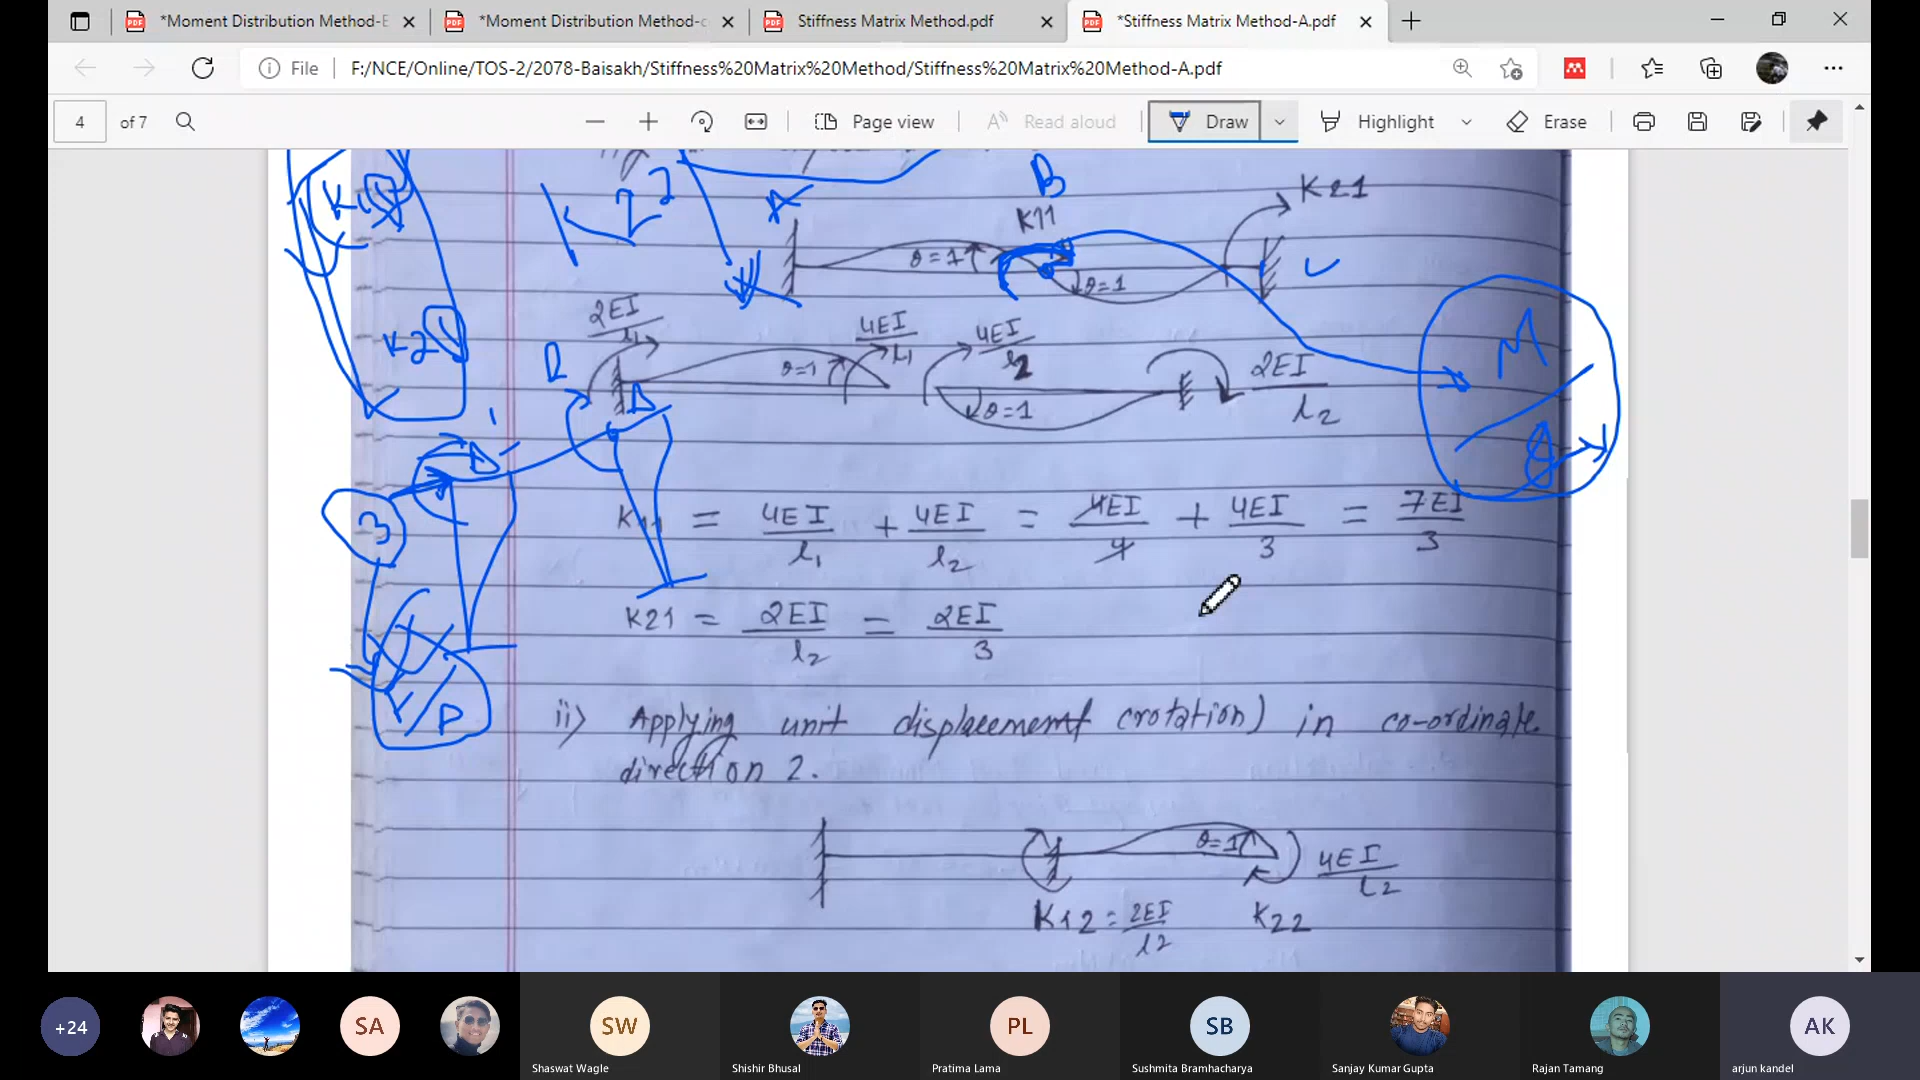 *Moment Distribution Method-E
*Moment Distribution Method-c
Stiffness Matrix Method.pdf
*Stiffness Matrix Method-A.pdf
File
F:/NCE/Online/TOS-2/2078-Baisakh/Stiffness%20Matrix%20Method/Stiffness%20Matrix%20Method-A.pdf
4 of 7
Page view
Read aloud
Draw
Highlight
Erase
B
K21
K22
A
K11
θ=1
θ=1
K2
2EI/l1
4EI/l1
4EI/l2
θ=1
θ=1
2EI/l2
M
θ
3
K11 = 4EI/l1 + 4EI/l2 = 4EI/4 + 4EI/3 = 7EI/3
K21 = 2EI/l2 = 2EI/3
ii) Applying unit displacement (rotation) in co-ordinate
direction 2.
θ=1
4EI/l2
K12 = 2EI/l2
K22
+24
SA
SW
PL
SB
AK
Shaswat Wagle
Shishir Bhusal
Pratima Lama
Sushmita Bramhacharya
Sanjay Kumar Gupta
Rajan Tamang
arjun kandel